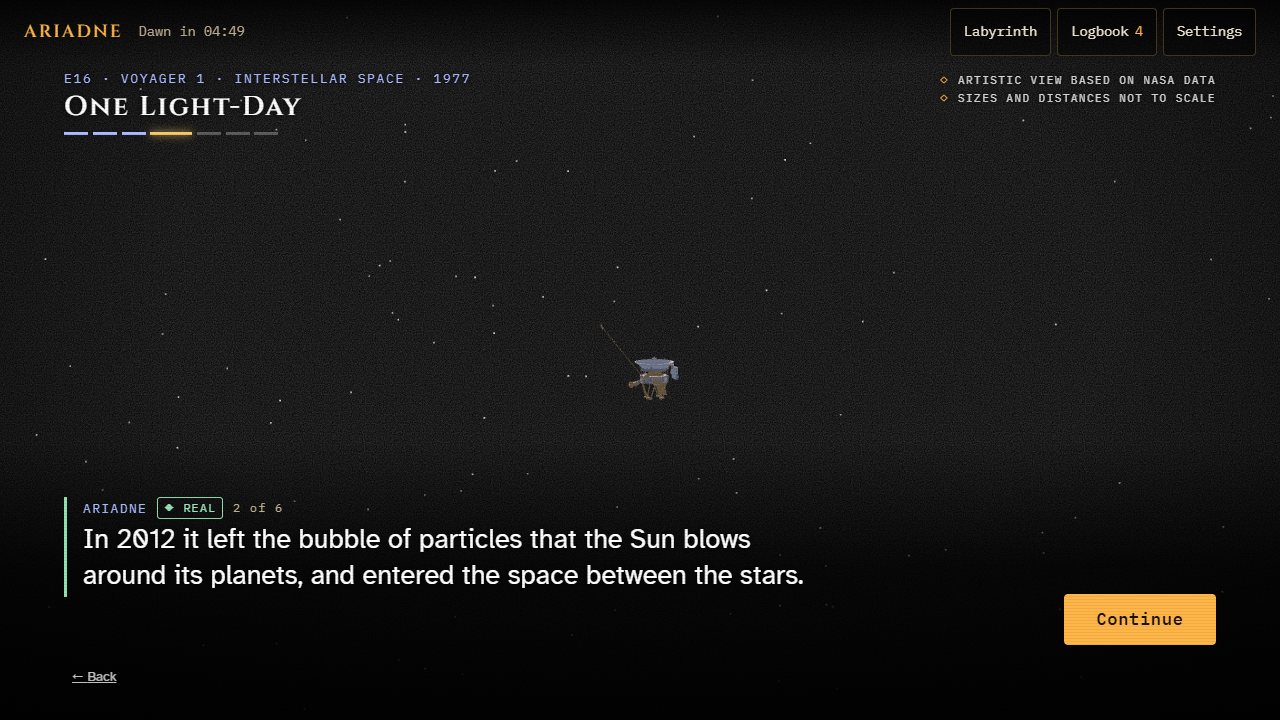 ARIADNE
Dawn in 04:49
Labyrinth
Logbook 4
Settings
E16 · VOYAGER 1 · INTERSTELLAR SPACE · 1977
One Light-Day
◇ ARTISTIC VIEW BASED ON NASA DATA
◇ SIZES AND DISTANCES NOT TO SCALE
ARIADNE ◆ REAL 2 of 6
In 2012 it left the bubble of particles that the Sun blows
around its planets, and entered the space between the stars.
Continue
← Back